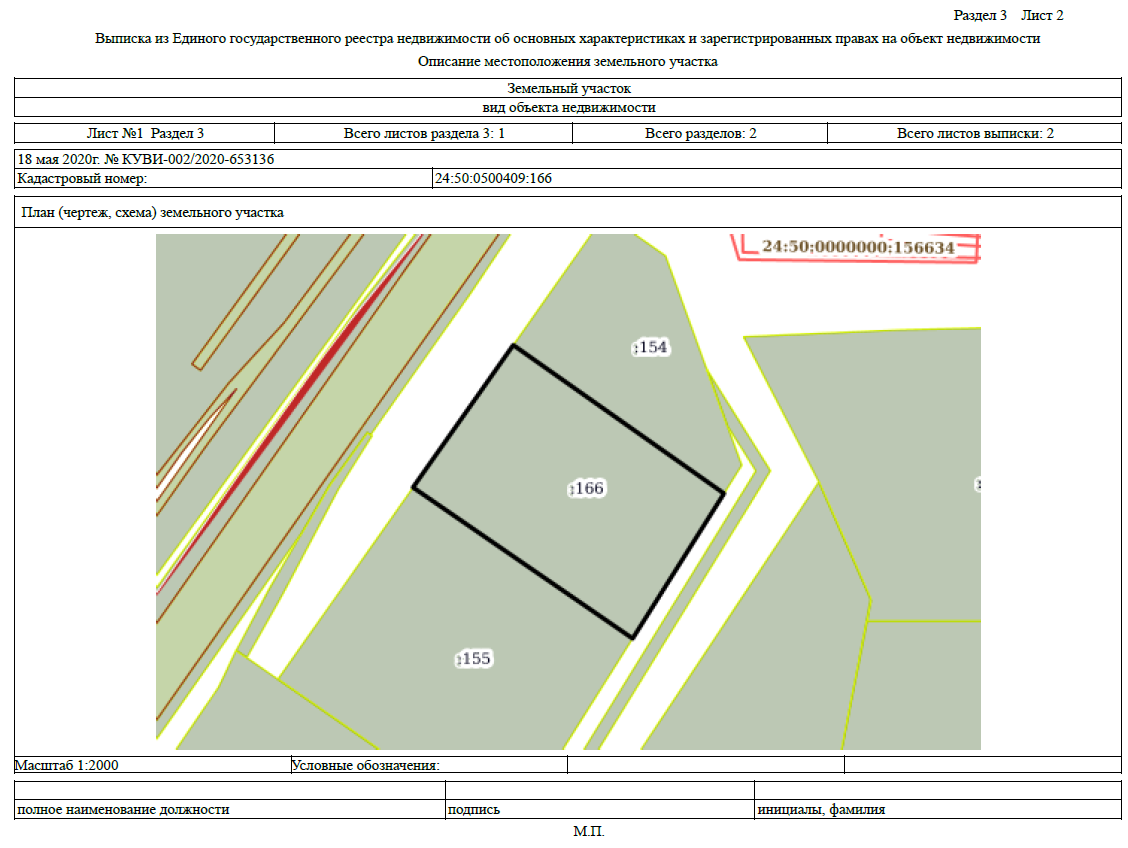 Раздел 3 Лист 2
Выписка из Единого государственного реестра недвижимости об основных характеристиках и зарегистрированных правах на объект недвижимости
Описание местоположения земельного участка
Земельный участок
вид объекта недвижимости
Лист №1 Раздел 3 Всего листов раздела 3: 1 Всего разделов: 2 Всего листов выписки: 2
18 мая 2020г. № КУВИ-002/2020-653136
Кадастровый номер: 24:50:0500409:166
План (чертеж, схема) земельного участка
24:50:0000000:156634
:154
:166
:155
Масштаб 1:2000 Условные обозначения:
полное наименование должности подпись инициалы, фамилия
М.П.